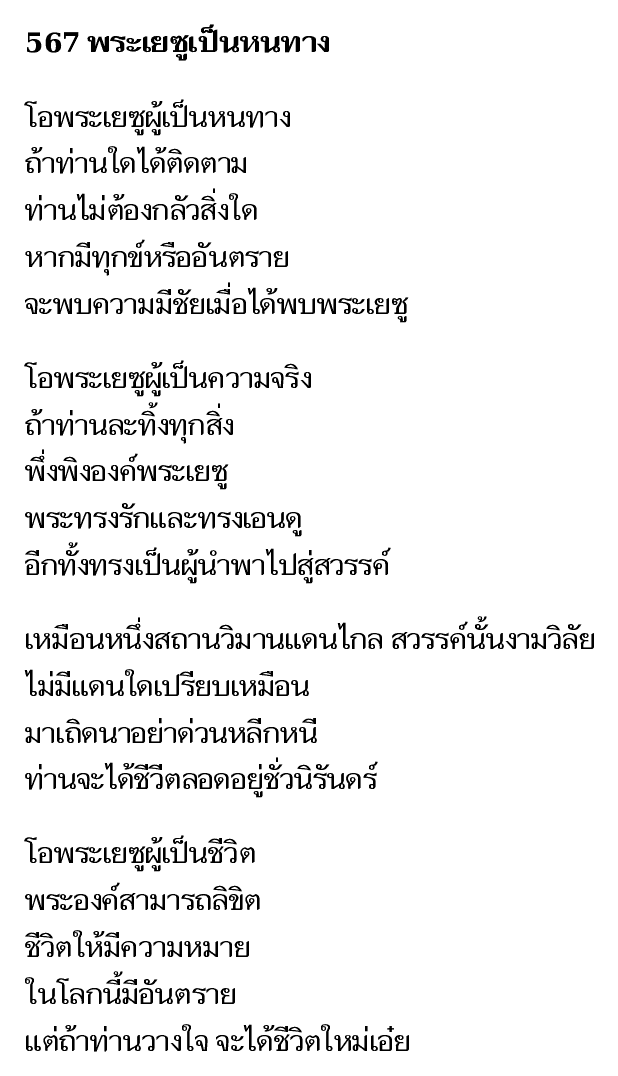 567 พระเยซูเป็นหนทาง
โอพระเยซูผู้เป็นหนทาง
ถ้าท่านใดได้ติดตาม
ท่านไม่ต้องกลัวสิ่งใด
หากมีทุกข์หรืออันตราย
จะพบความมีชัยเมื่อได้พบพระเยซู
โอพระเยซูผู้เป็นความจริง
ถ้าท่านละทิ้งทุกสิ่ง
พึ่งพิงองค์พระเยซู
พระทรงรักและทรงเอนดู
อีกทั้งทรงเป็นผู้นำพาไปสู่สวรรค์
เหมือนหนึ่งสถานวิมานแดนไกล สวรรค์นั้นงามวิลัย
ไม่มีแดนใดเปรียบเหมือน
มาเถิดนาอย่าด่วนหลีกหนี
ท่านจะได้ชีวีตลอดอยู่ชั่วนิรันดร์
โอพระเยซูผู้เป็นชีวิต
พระองค์สามารถลิขิต
ชีวิตให้มีความหมาย
ในโลกนี้มีอันตราย
แต่ถ้าท่านวางใจ จะได้ชีวิตใหม่เอ๋ย